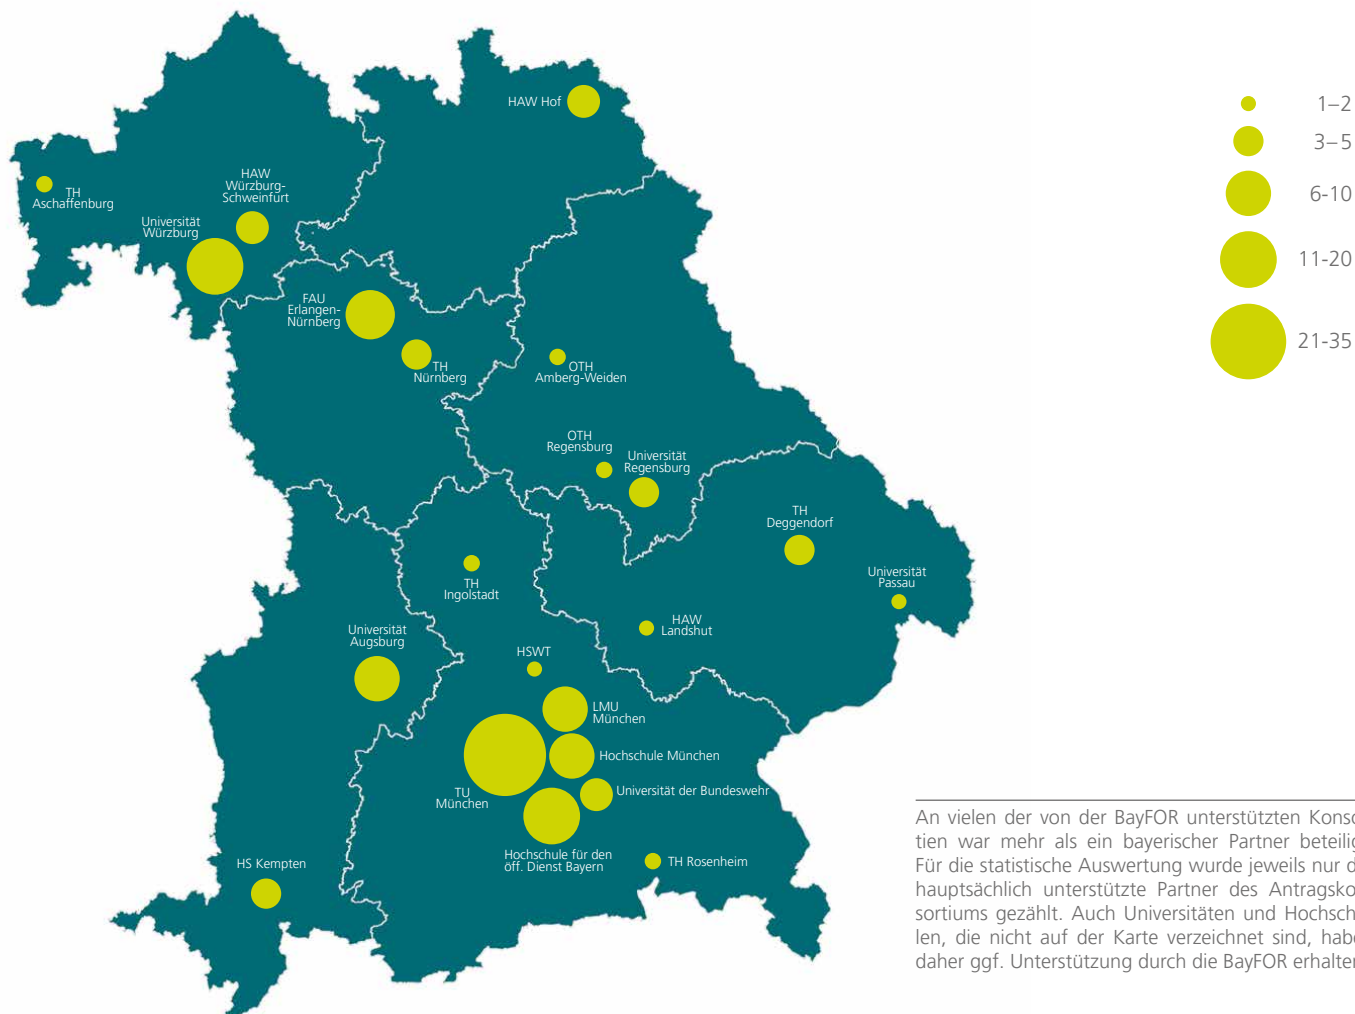 HAW Hof
TH
Aschaffenburg
HAW
Würzburg-
Schweinfurt
Universität
Würzburg
FAU
Erlangen-
Nürnberg
TH
Nürnberg
OTH
Amberg-Weiden
OTH
Regensburg
Universität
Regensburg
TH
Deggendorf
Universität
Passau
TH
Ingolstadt
HAW
Landshut
Universität
Augsburg
HSWT
LMU
München
Hochschule München
TU
München
Universität der Bundeswehr
Hochschule für den
öff. Dienst Bayern
TH Rosenheim
HS Kempten
1–2
3–5
6-10
11-20
21-35
An vielen der von der BayFOR unterstützten Konso
tien war mehr als ein bayerischer Partner beteilig
Für die statistische Auswertung wurde jeweils nur d
hauptsächlich unterstützte Partner des Antragsko
sortiums gezählt. Auch Universitäten und Hochsch
len, die nicht auf der Karte verzeichnet sind, habe
daher ggf. Unterstützung durch die BayFOR erhalten